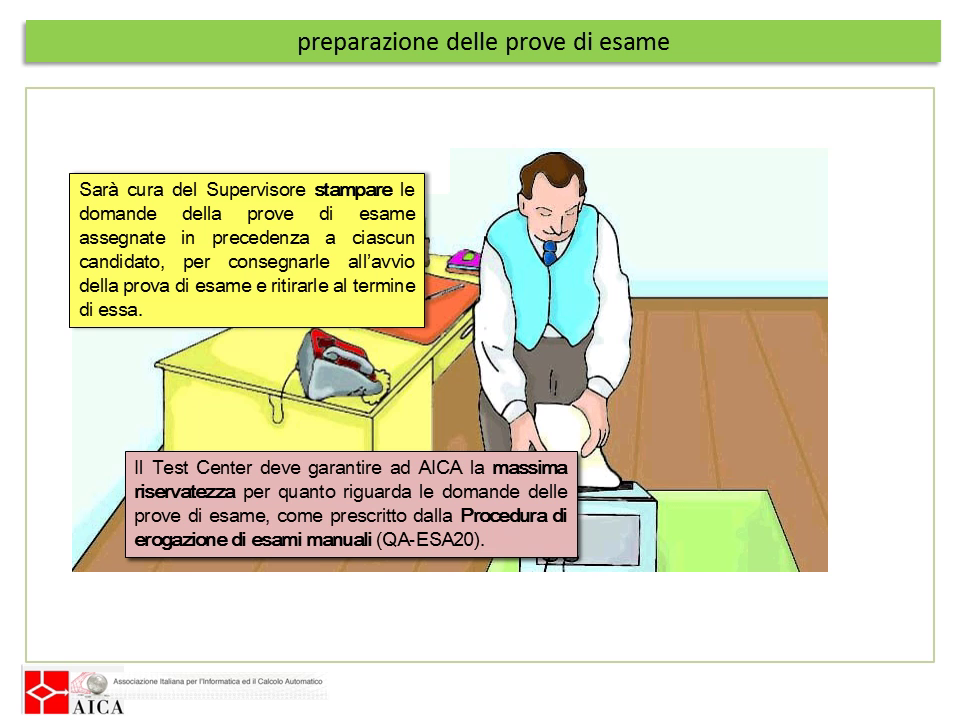 preparazione delle prove di esame
Sarà cura del Supervisore stampare le
domande della prove di esame
assegnate in precedenza a ciascun
candidato, per consegnarle all’avvio
della prova di esame e ritirarle al termine
di essa.
Il Test Center deve garantire ad AICA la massima
riservatezza per quanto riguarda le domande delle
prove di esame, come prescritto dalla Procedura di
erogazione di esami manuali (QA-ESA20).
Associazione Italiana per l'Informatica ed il Calcolo Automatico
AICA